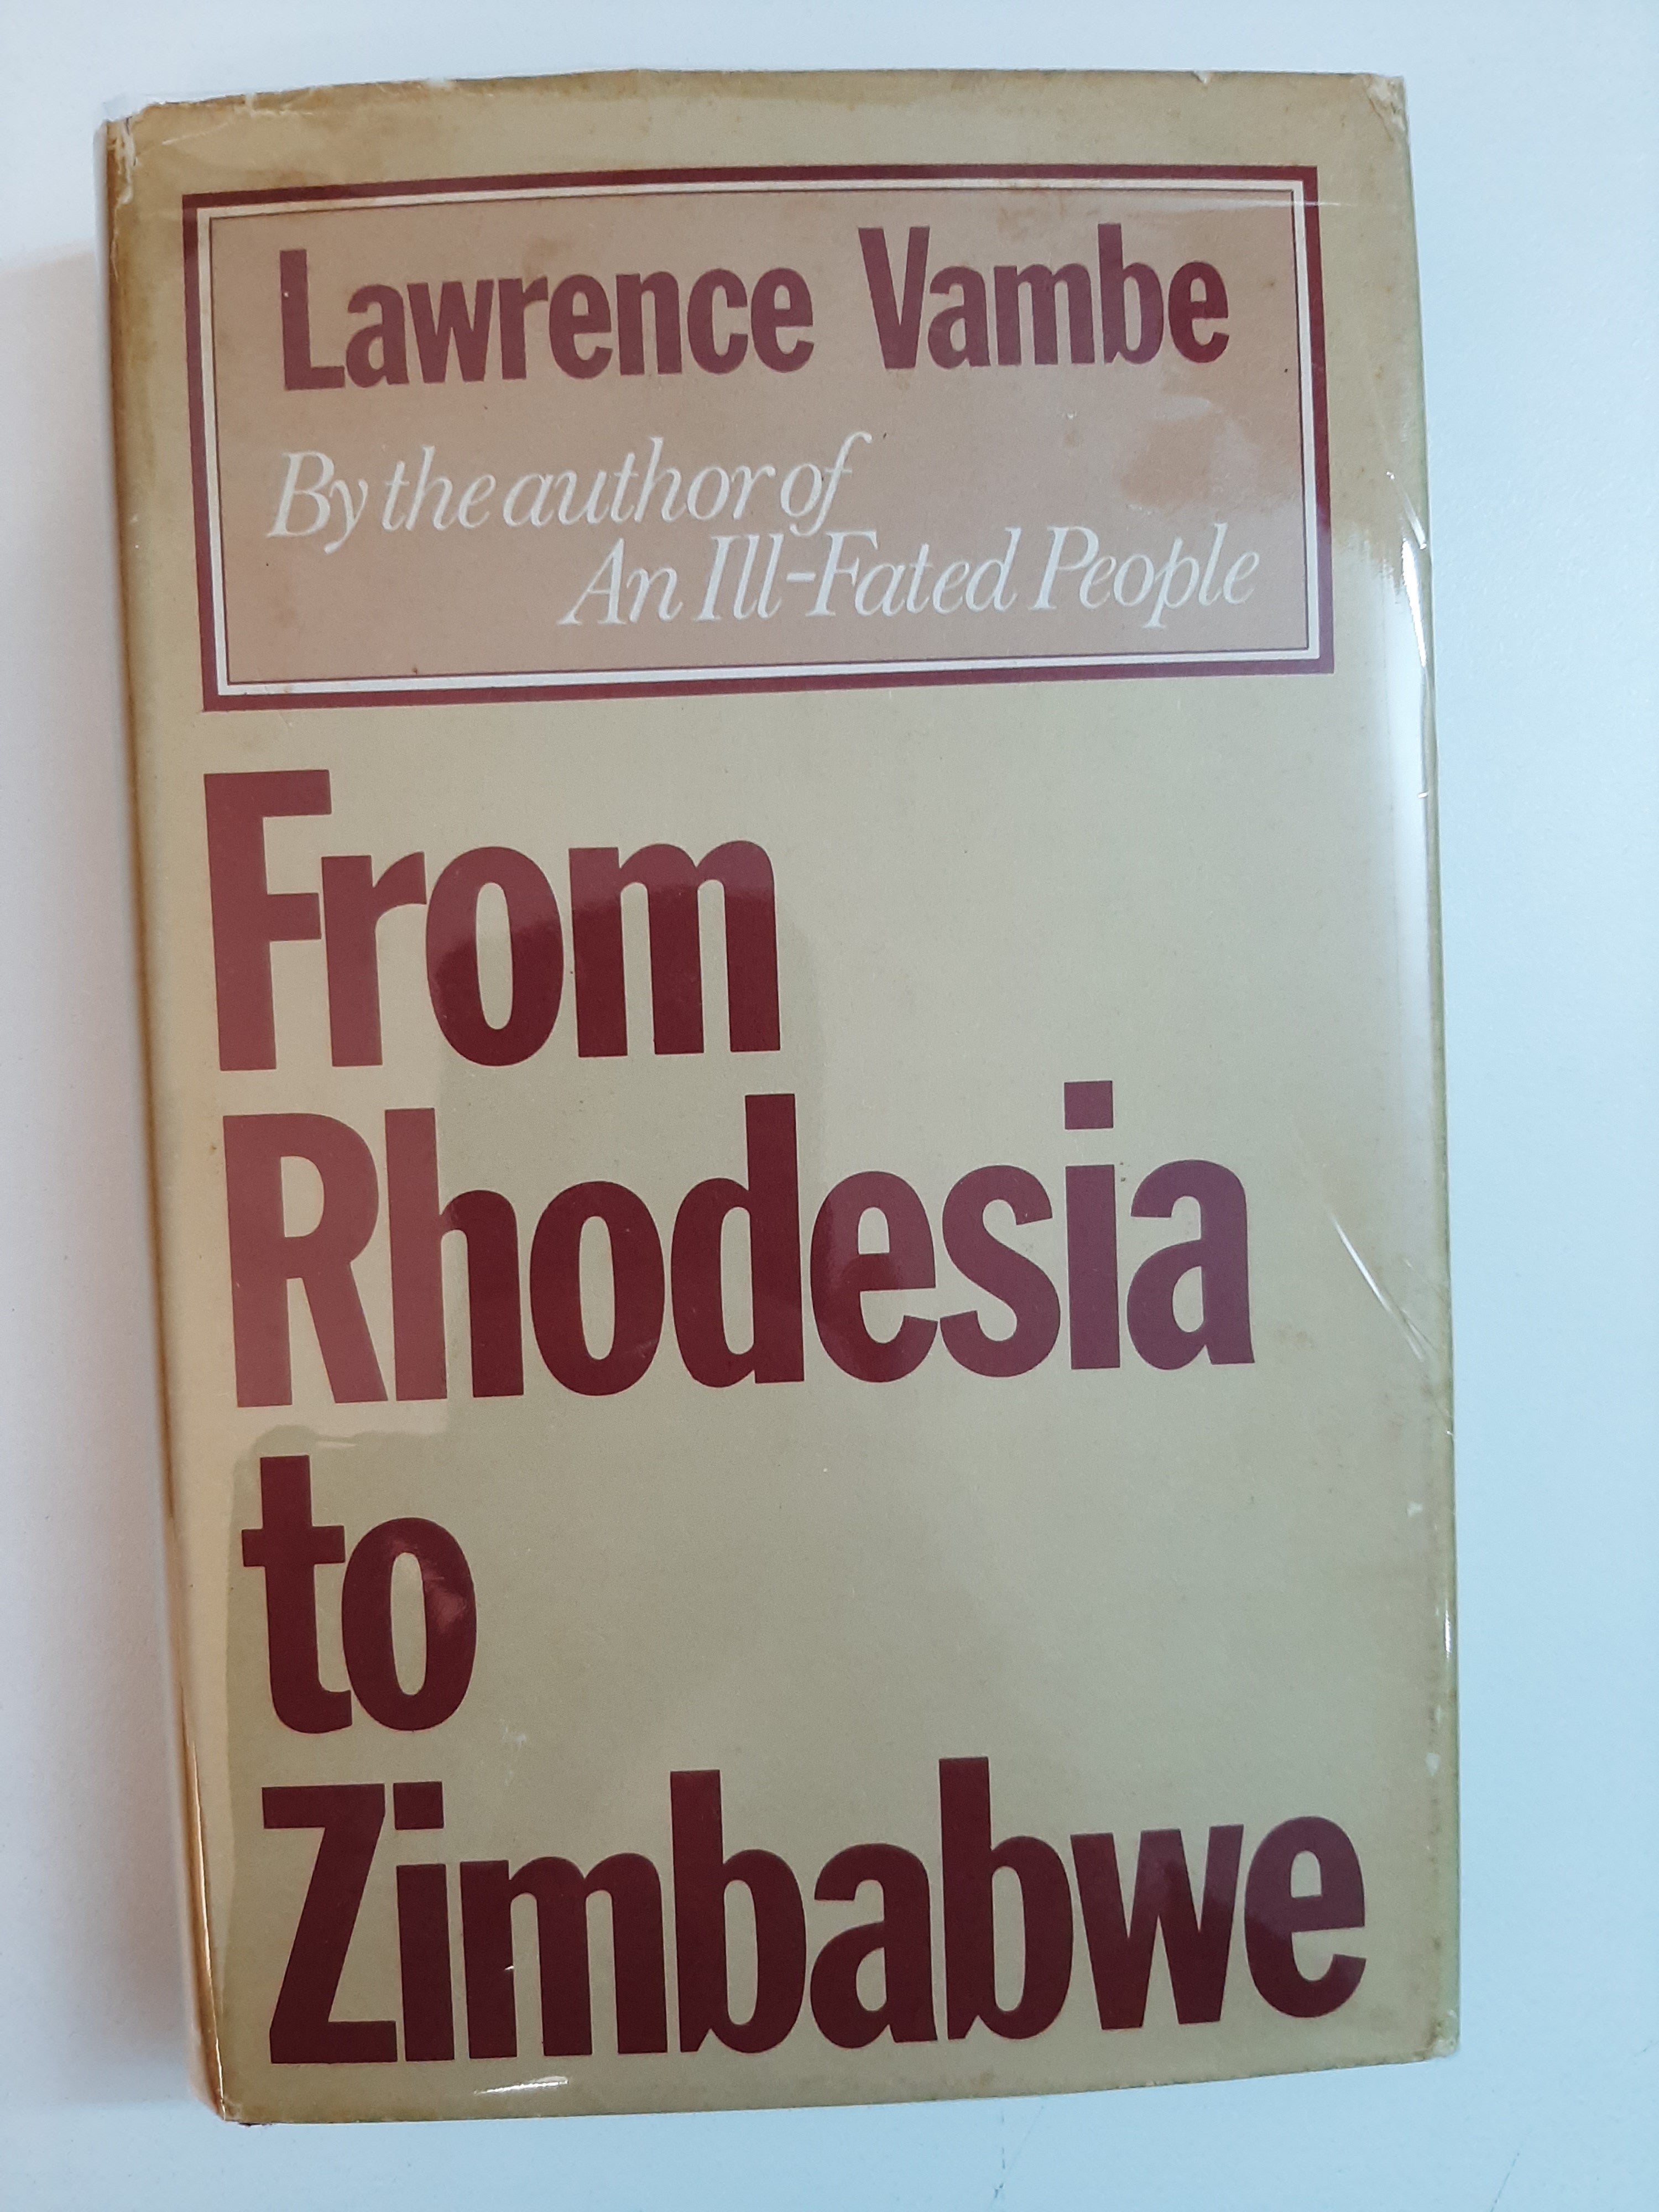 Lawrence Vambe
By the author of
An Ill-Fated People
From
Rhodesia
to
Zimbabwe